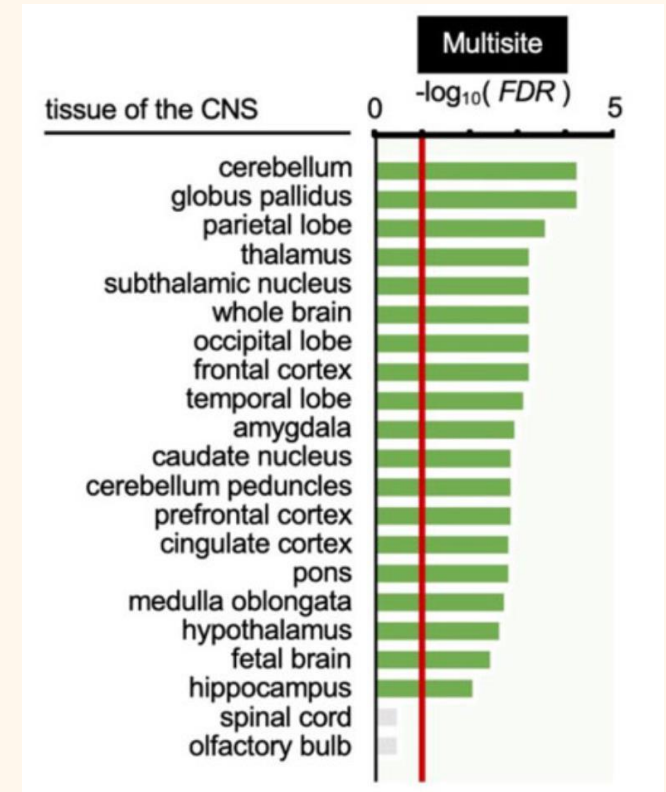 Multisite
-log₁₀( FDR )
tissue of the CNS 0 5
cerebellum
globus pallidus
parietal lobe
thalamus
subthalamic nucleus
whole brain
occipital lobe
frontal cortex
temporal lobe
amygdala
caudate nucleus
cerebellum peduncles
prefrontal cortex
cingulate cortex
pons
medulla oblongata
hypothalamus
fetal brain
hippocampus
spinal cord
olfactory bulb